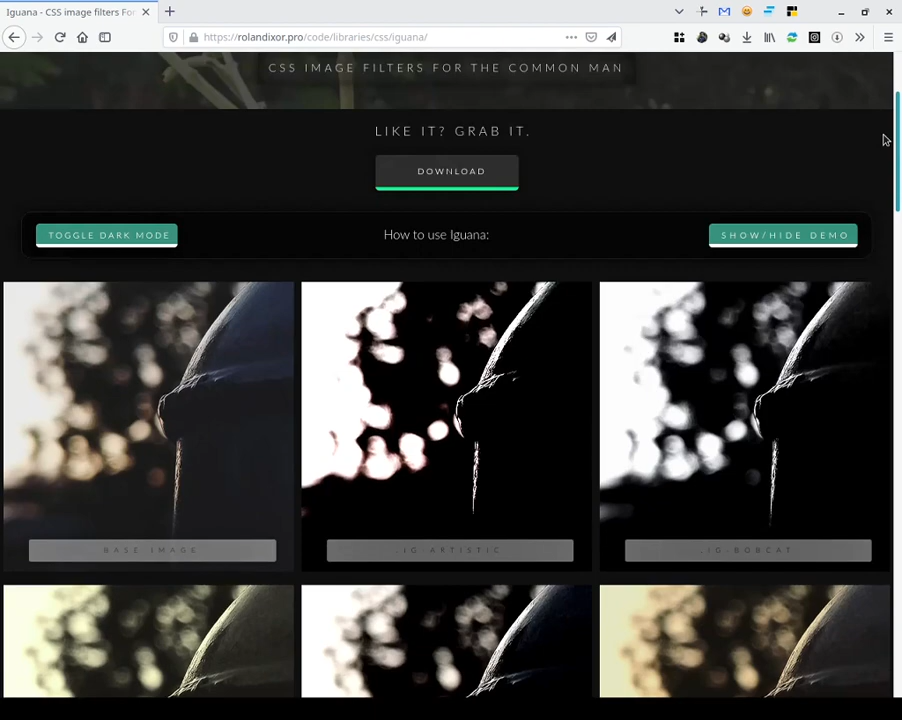 Iguana - CSS image filters For
https://rolandixor.pro/code/libraries/css/iguana/
CSS IMAGE FILTERS FOR THE COMMON MAN
LIKE IT? GRAB IT.
DOWNLOAD
TOGGLE DARK MODE
How to use Iguana:
SHOW/HIDE DEMO
BASE IMAGE
.IG-ARTISTIC
.IG-BOBCAT